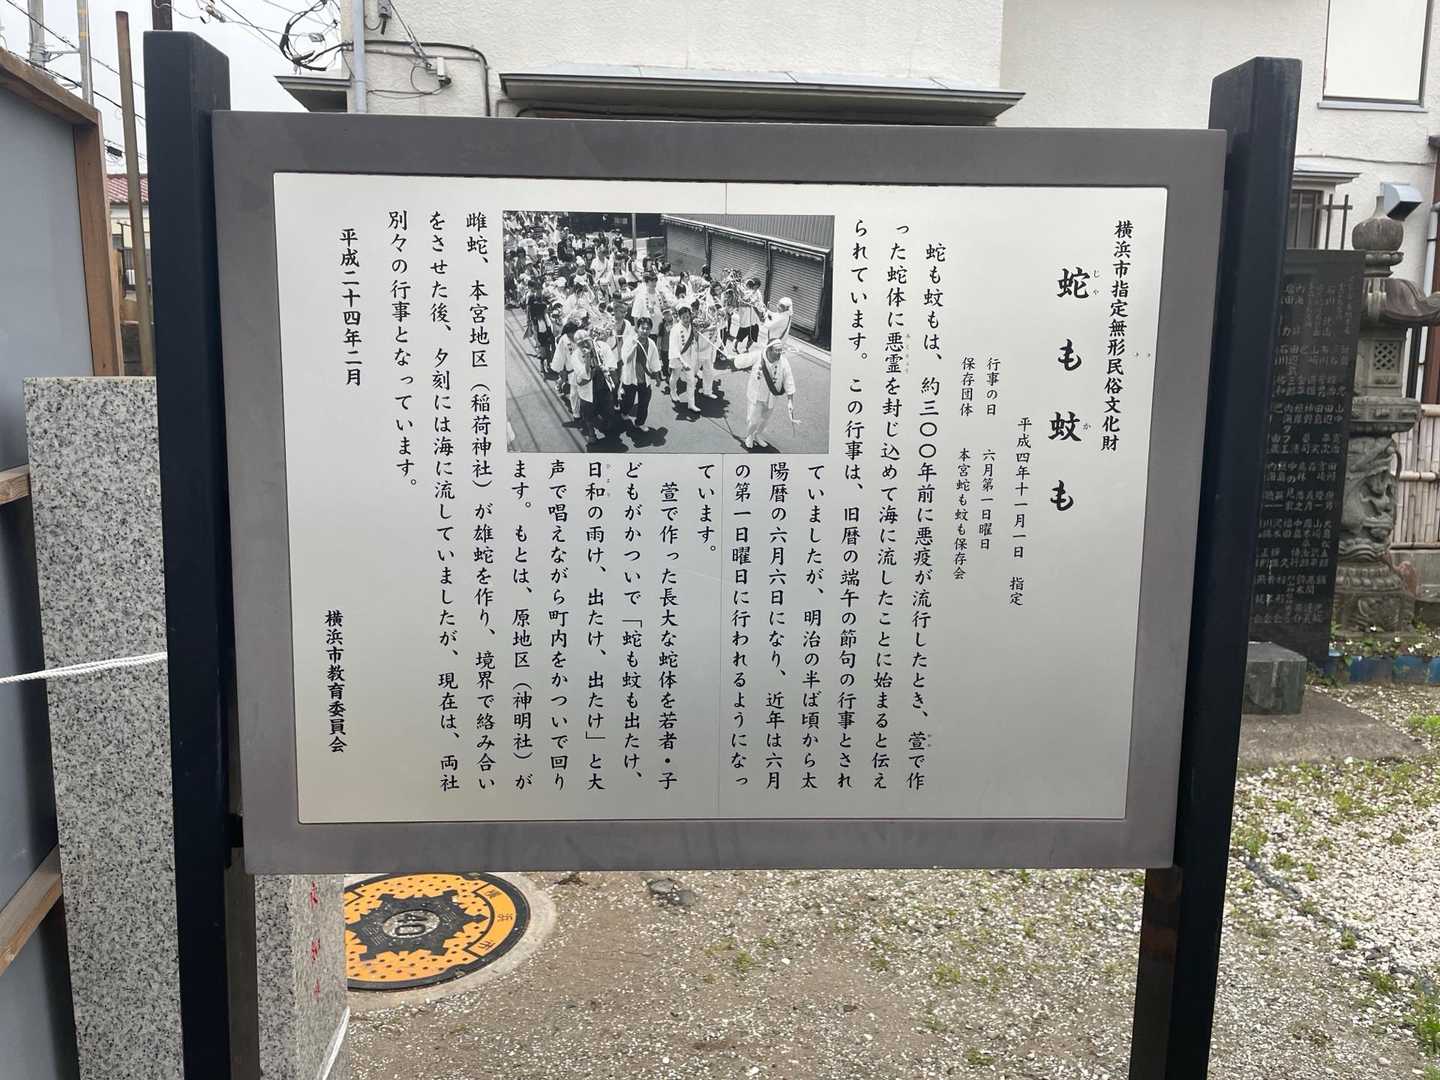 横浜市指定無形民俗文化財
蛇も蚊も
平成四年十一月一日 指定
行事の日 六月第一日曜日
保存団体 本宮蛇も蚊も保存会
蛇も蚊もは、約三〇〇年前に悪疫が流行したとき、萱で作
った蛇体に悪霊を封じ込めて海に流したことに始まると伝え
られています。この行事は、旧暦の端午の節句の行事とされ
ていましたが、明治の半ば頃から太
陽暦の六月六日になり、近年は六月
の第一日曜日に行われるようになっ
ています。
萱で作った長大な蛇体を若者・子
どもがかついで「蛇も蚊も出たけ、
日和の雨け、出たけ、出たけ」と大
声で唱えながら町内をかついで回り
ます。もとは、原地区（神明社）が
雌蛇、本宮地区（稲荷神社）が雄蛇を作り、境界で絡み合い
をさせた後、夕刻には海に流していましたが、現在は、両社
別々の行事となっています。
平成二十四年二月
横浜市教育委員会